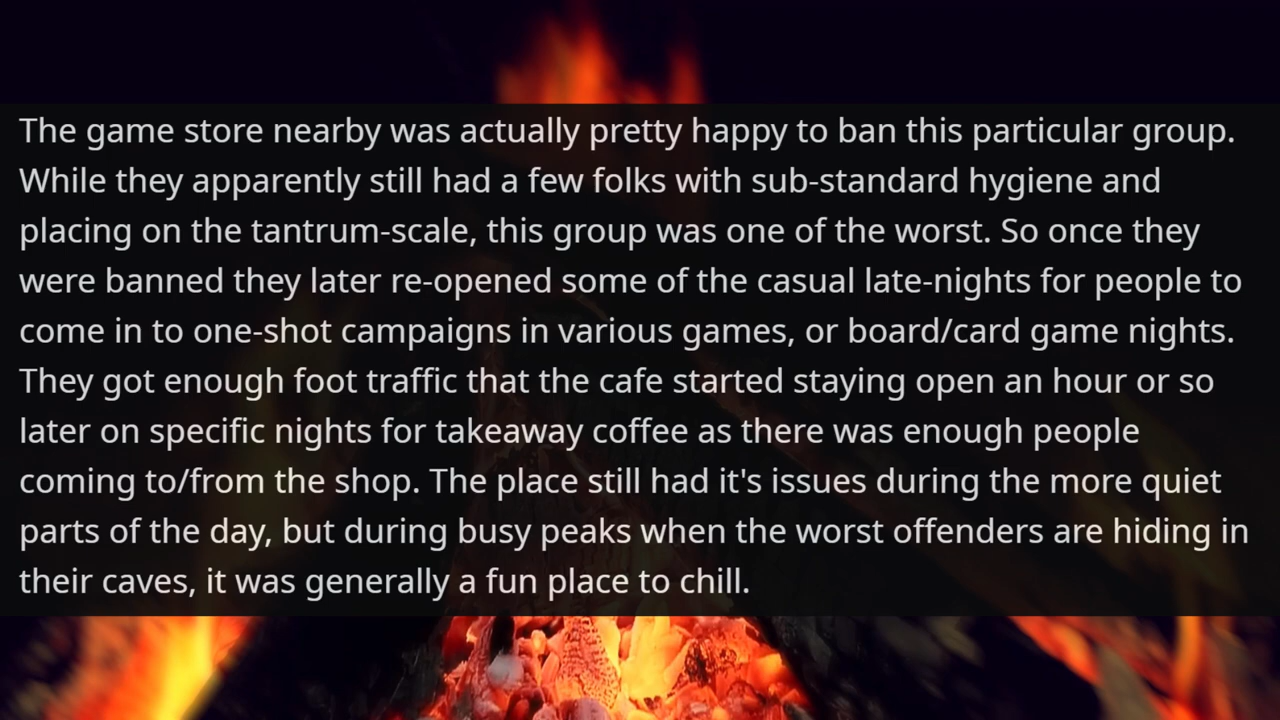 The game store nearby was actually pretty happy to ban this particular group.
While they apparently still had a few folks with sub-standard hygiene and
placing on the tantrum-scale, this group was one of the worst. So once they
were banned they later re-opened some of the casual late-nights for people to
come in to one-shot campaigns in various games, or board/card game nights.
They got enough foot traffic that the cafe started staying open an hour or so
later on specific nights for takeaway coffee as there was enough people
coming to/from the shop. The place still had it's issues during the more quiet
parts of the day, but during busy peaks when the worst offenders are hiding in
their caves, it was generally a fun place to chill.